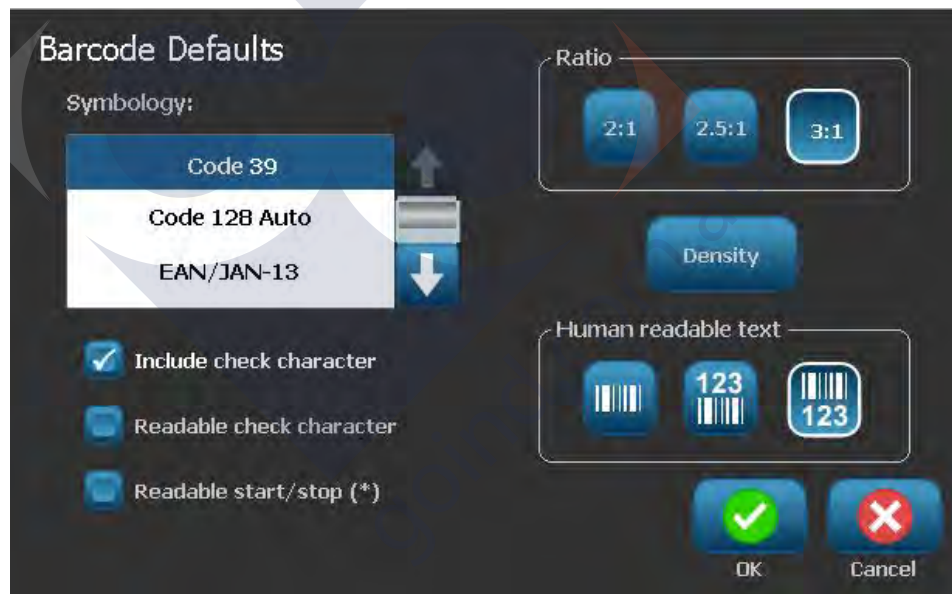 Barcode Defaults
Symbology:
Code 39
Code 128 Auto
EAN/JAN-13
Include check character
Readable check character
Readable start/stop (*)
Ratio
2:1 2.5:1 3:1
Density
Human readable text
123
123
OK Cancel